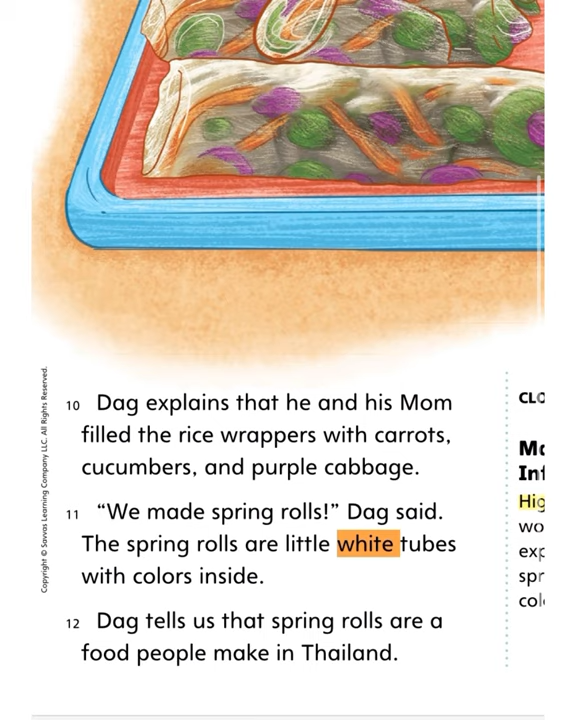 10 Dag explains that he and his Mom
filled the rice wrappers with carrots,
cucumbers, and purple cabbage.
11 “We made spring rolls!” Dag said.
The spring rolls are little white tubes
with colors inside.
12 Dag tells us that spring rolls are a
food people make in Thailand.
Copyright © Savvas Learning Company LLC. All Rights Reserved.